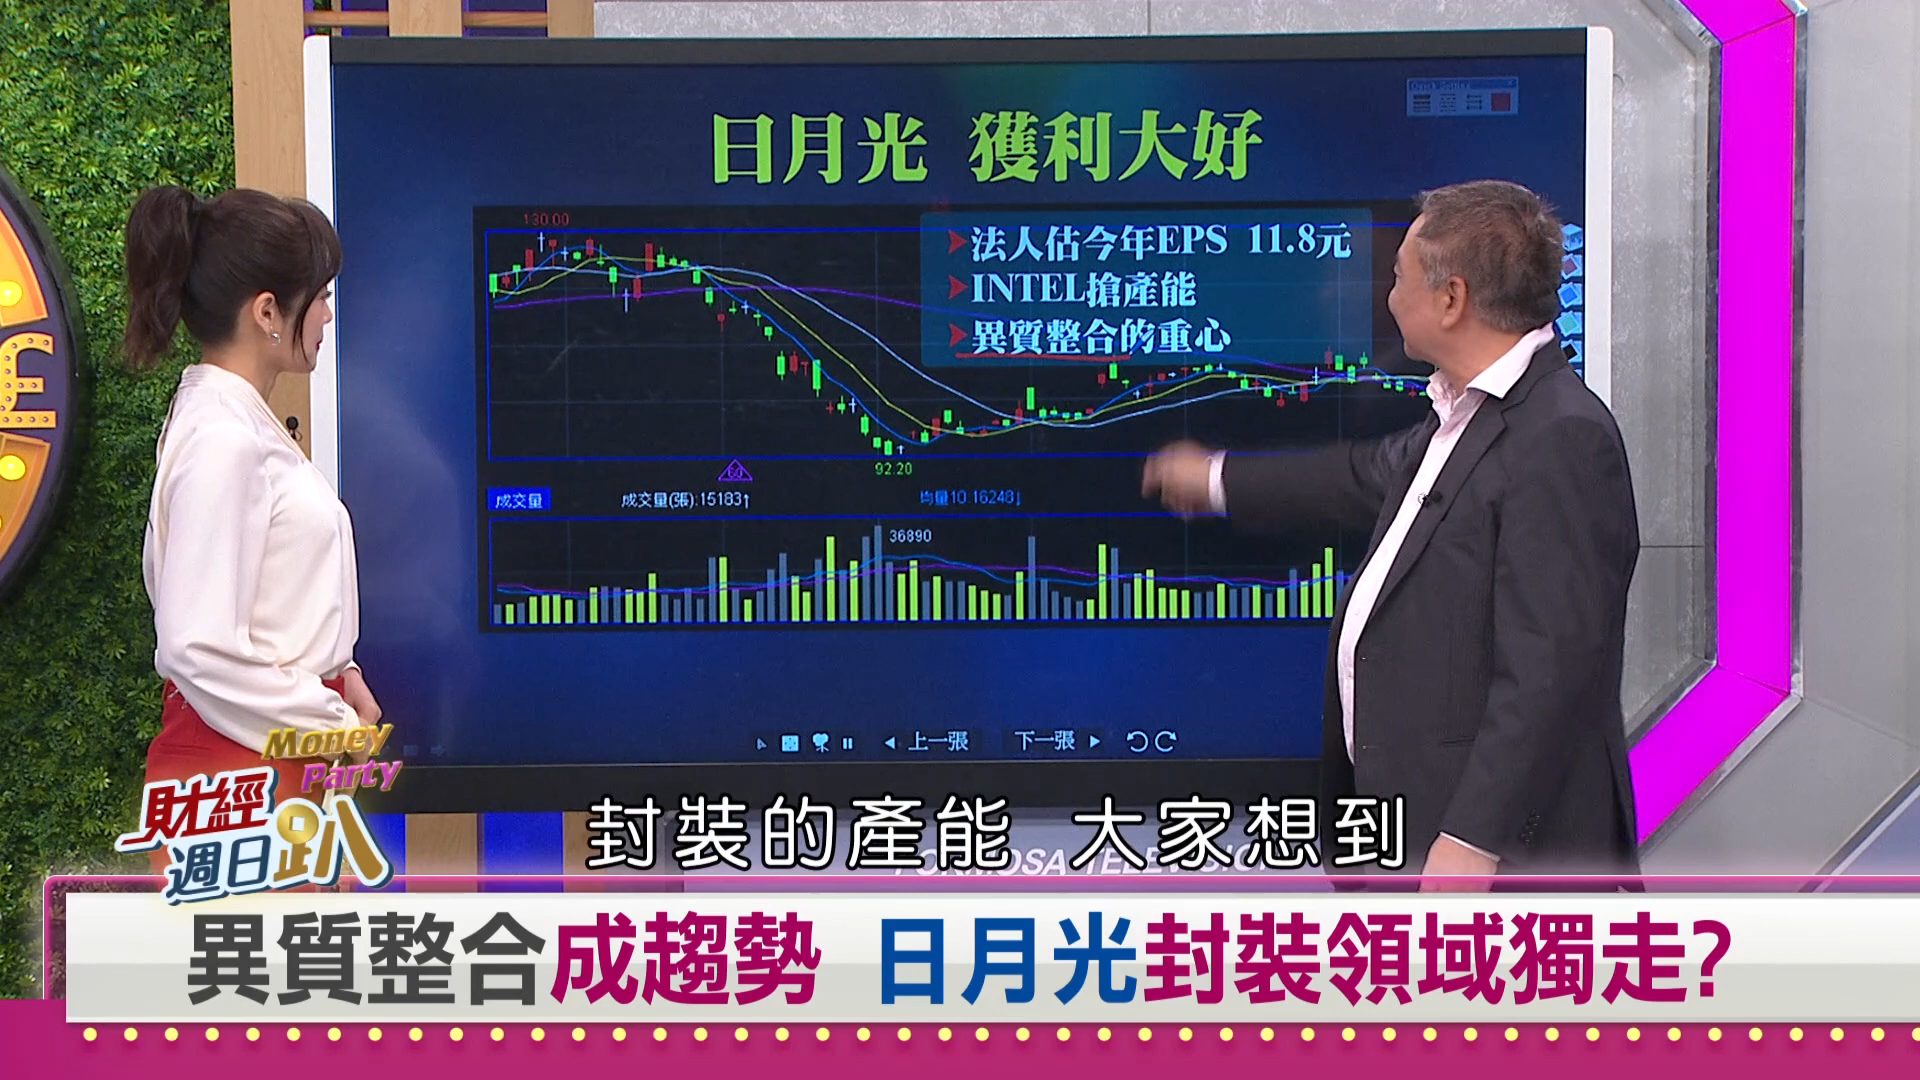 日月光 獲利大好
130.00
法人估今年EPS 11.8元
INTEL搶產能
異質整合的重心
60
92.20
成交量
成交量(張):15183↑
均量10:16248↓
36890
上一張
下一張
Money
Party
財經
週日趴
封裝的產能 大家想到
FORMOSA TELEVISION
異質整合成趨勢 日月光封裝領域獨走?
£